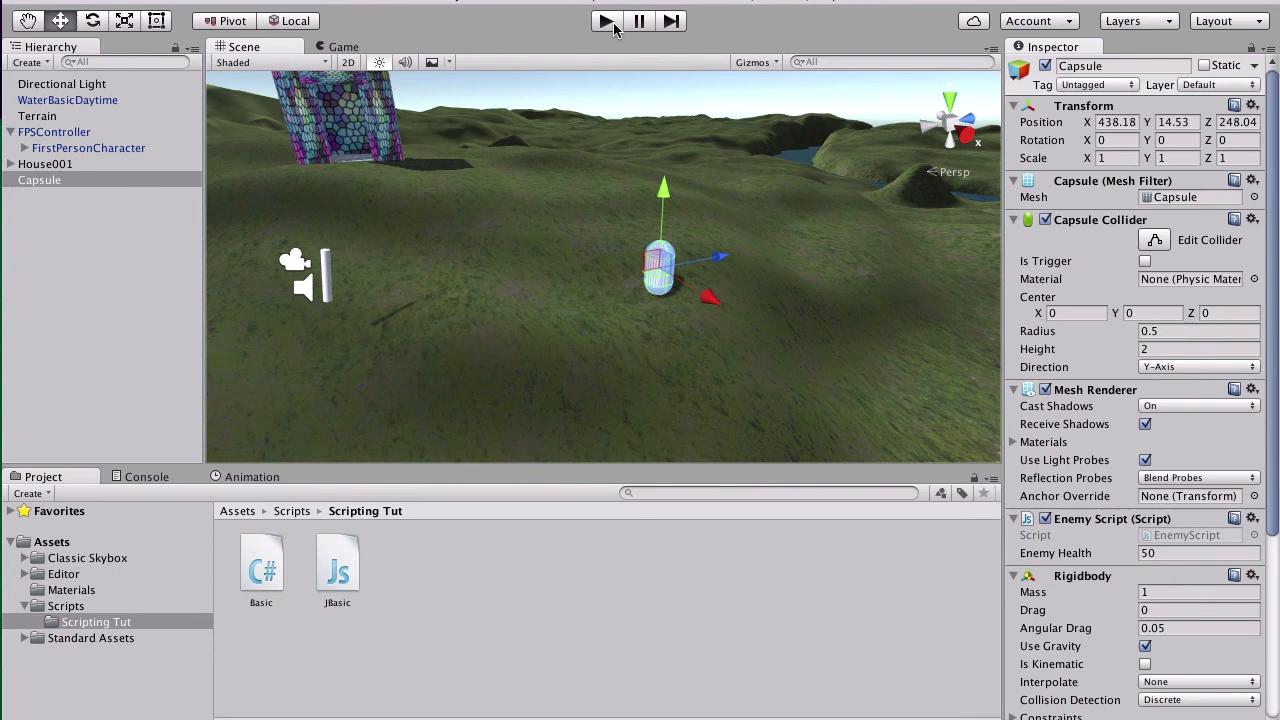 Pivot Local Account Layers Layout
Hierarchy Scene Game Inspector
Create All Shaded 2D Gizmos All
Capsule Static
Tag Untagged Layer Default
Directional Light
WaterBasicDaytime
Terrain
FPSController
FirstPersonCharacter
House001
Capsule
x
Persp
Transform
Position X 438.18 Y 14.53 Z 248.04
Rotation X 0 Y 0 Z 0
Scale X 1 Y 1 Z 1
Capsule (Mesh Filter)
Mesh Capsule
Capsule Collider
Edit Collider
Is Trigger
Material None (Physic Mater
Center
X 0 Y 0 Z 0
Radius 0.5
Height 2
Direction Y-Axis
Mesh Renderer
Cast Shadows On
Receive Shadows
Materials
Use Light Probes
Reflection Probes Blend Probes
Anchor Override None (Transform)
Js Enemy Script (Script)
Script EnemyScript
Enemy Health 50
Rigidbody
Mass 1
Drag 0
Angular Drag 0.05
Use Gravity
Is Kinematic
Interpolate None
Collision Detection Discrete
Constraints
Project Console Animation
Create
Favorites
Assets
Classic Skybox
Editor
Materials
Scripts
Scripting Tut
Standard Assets
Assets Scripts Scripting Tut
C# Js
Basic JBasic